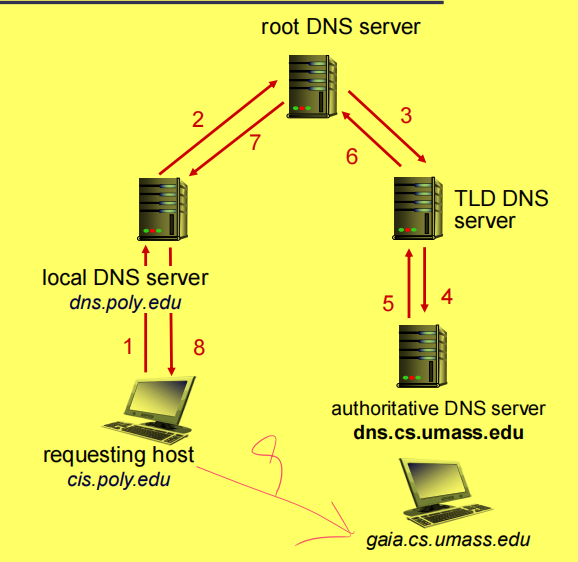 root DNS server
2
3
7
6
TLD DNS
server
local DNS server
dns.poly.edu
5
4
1
8
authoritative DNS server
dns.cs.umass.edu
requesting host
cis.poly.edu
gaia.cs.umass.edu